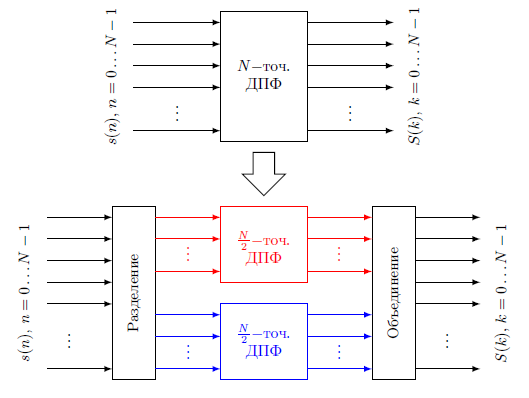 s(n), n = 0 ... N − 1
N−точ.
ДПФ
S(k), k = 0 ... N − 1
s(n), n = 0 ... N − 1
Разделение
N/2−точ.
ДПФ
N/2−точ.
ДПФ
Объединение
S(k), k = 0 ... N − 1